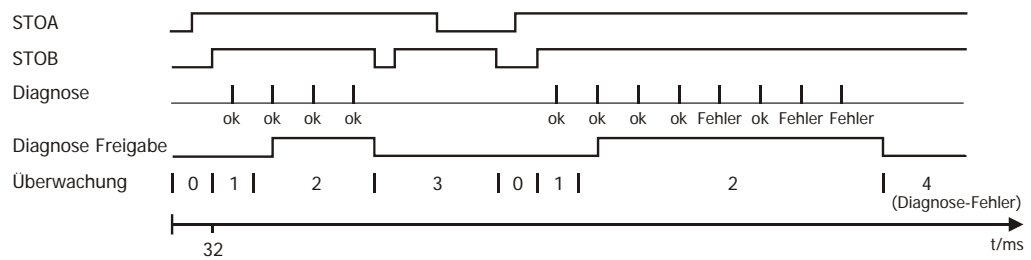 STOA
STOB
Diagnose
ok ok ok ok ok ok ok ok Fehler ok Fehler Fehler
Diagnose Freigabe
Überwachung 0 1 2 3 0 1 2 4
(Diagnose-Fehler)
32
t/ms